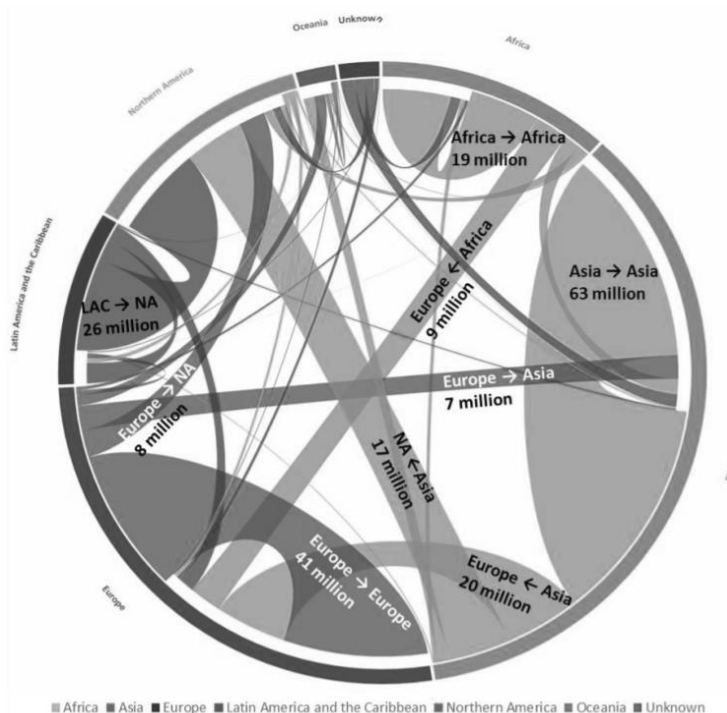 Oceania
Unknow?
Africa
Northern America
Africa → Africa
19 million
Europe ← Africa
9 million
Asia → Asia
63 million
Latin America and the Caribbean
LAC → NA
26 million
Europe → NA
8 million
Europe → Asia
7 million
NA ← Asia
17 million
Europe → Europe
41 million
Europe ← Asia
20 million
Europe
Africa Asia Europe Latin America and the Caribbean Northern America Oceania Unknown